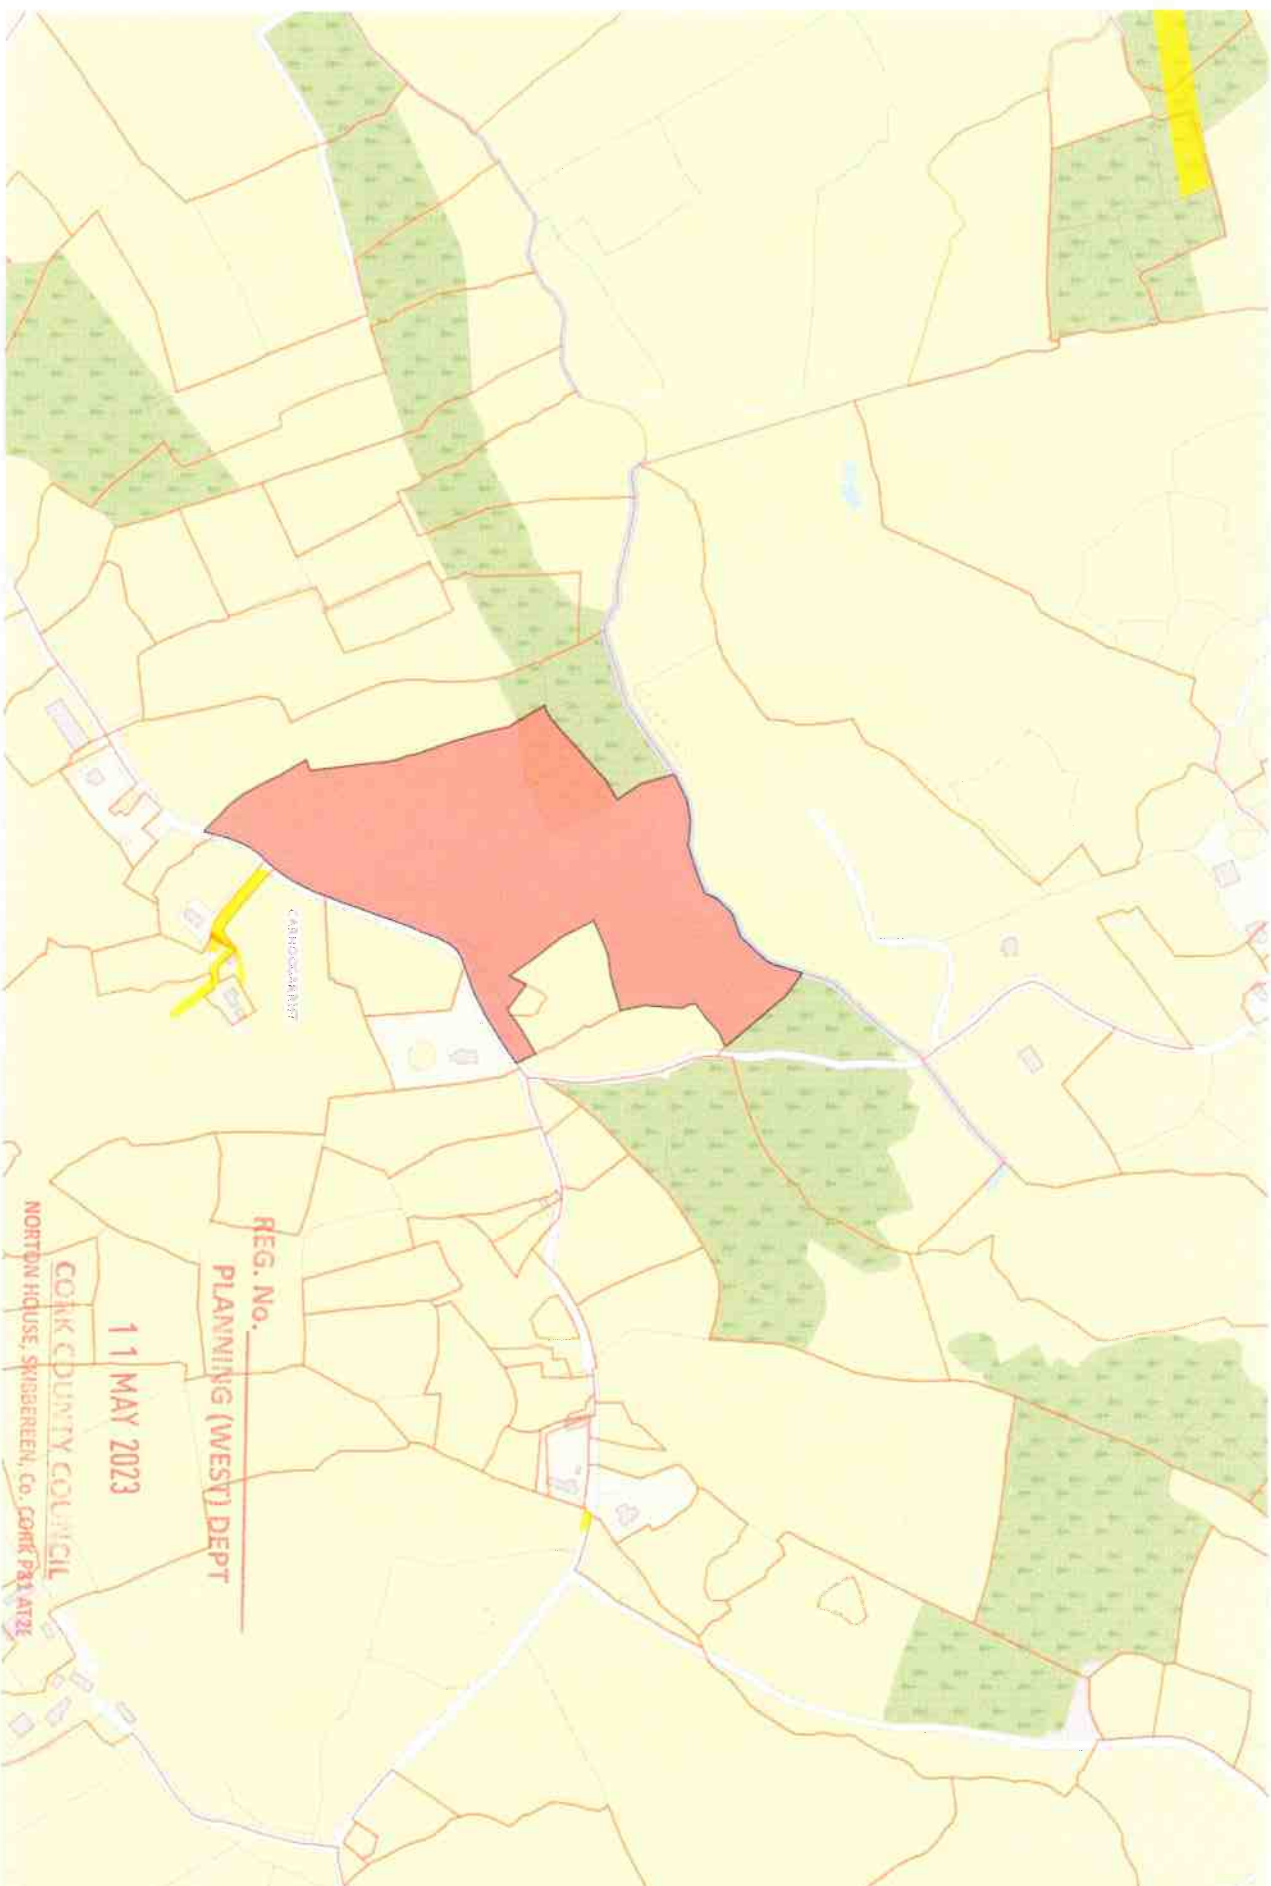 REG. No.
PLANNING (WEST) DEPT
11 MAY 2023
CORK COUNTY COUNCIL
NORTON HOUSE, SKIBBEREEN, Co. CORK P81 AT28